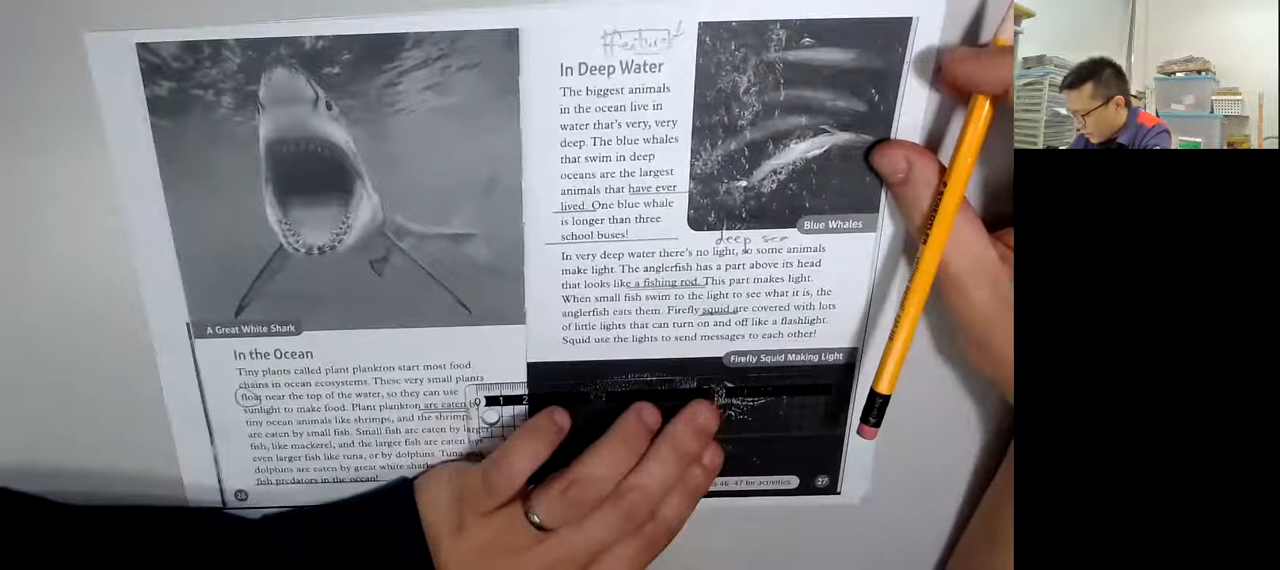 A Great White Shark
In the Ocean
Tiny plants called plant plankton start most food
chains in ocean ecosystems. These very small plants
float near the top of the water, so they can use
sunlight to make food. Plant plankton are eaten
tiny ocean animals like shrimps, and the shrimps
are eaten by small fish. Small fish are eaten by larger
fish, like mackerel, and the larger fish are eaten by
even larger fish like tuna, or by dolphins. Tuna
dolphins are eaten by great white
fish predators in the ocean!
26
In Deep Water
The biggest animals
in the ocean live in
water that's very, very
deep. The blue whales
that swim in deep
oceans are the largest
animals that have ever
lived. One blue whale
is longer than three
school buses!
Blue Whales
deep sea
In very deep water there's no light, so some animals
make light. The anglerfish has a part above its head
that looks like a fishing rod. This part makes light.
When small fish swim to the light to see what it is, the
anglerfish eats them. Firefly squid are covered with lots
of little lights that can turn on and off like a flashlight.
Squid use the lights to send messages to each other!
Firefly Squid Making Light
0 1 2
46–47 for activities
27